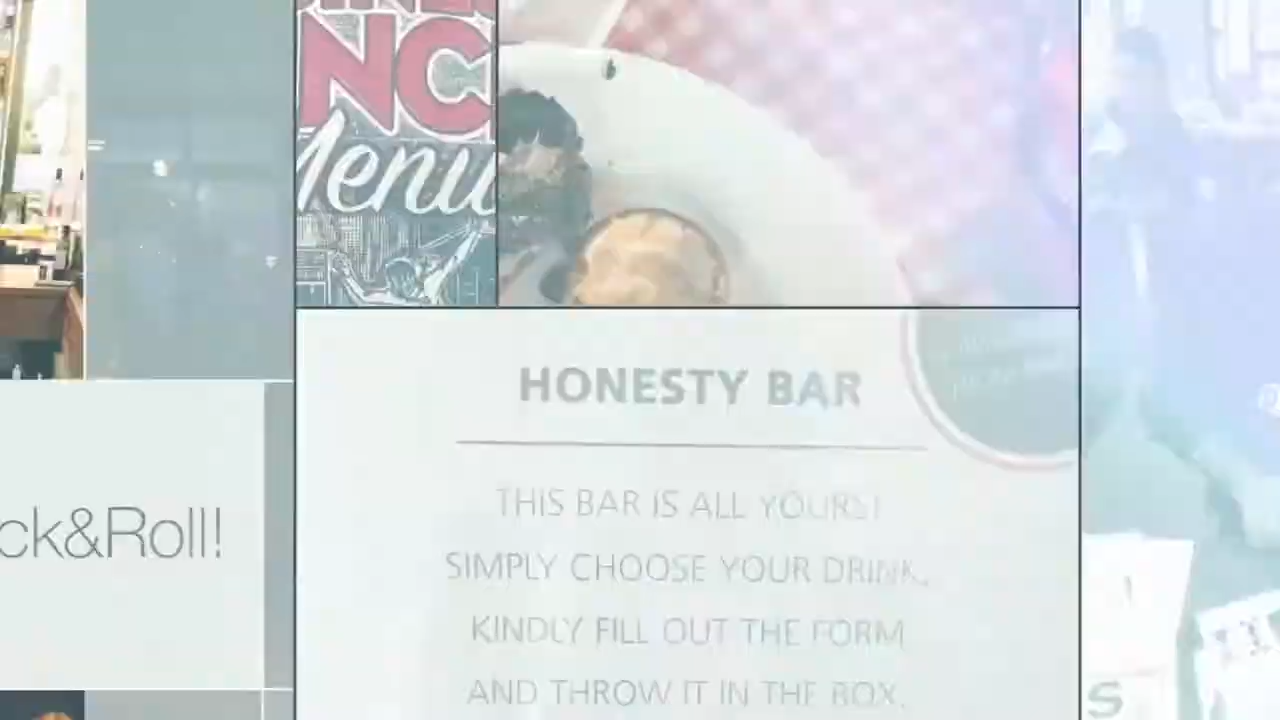 NC
Menu
HONESTY BAR
THIS BAR IS ALL YOURS!
SIMPLY CHOOSE YOUR DRINK,
KINDLY FILL OUT THE FORM
AND THROW IT IN THE BOX.
ck&Roll!
S